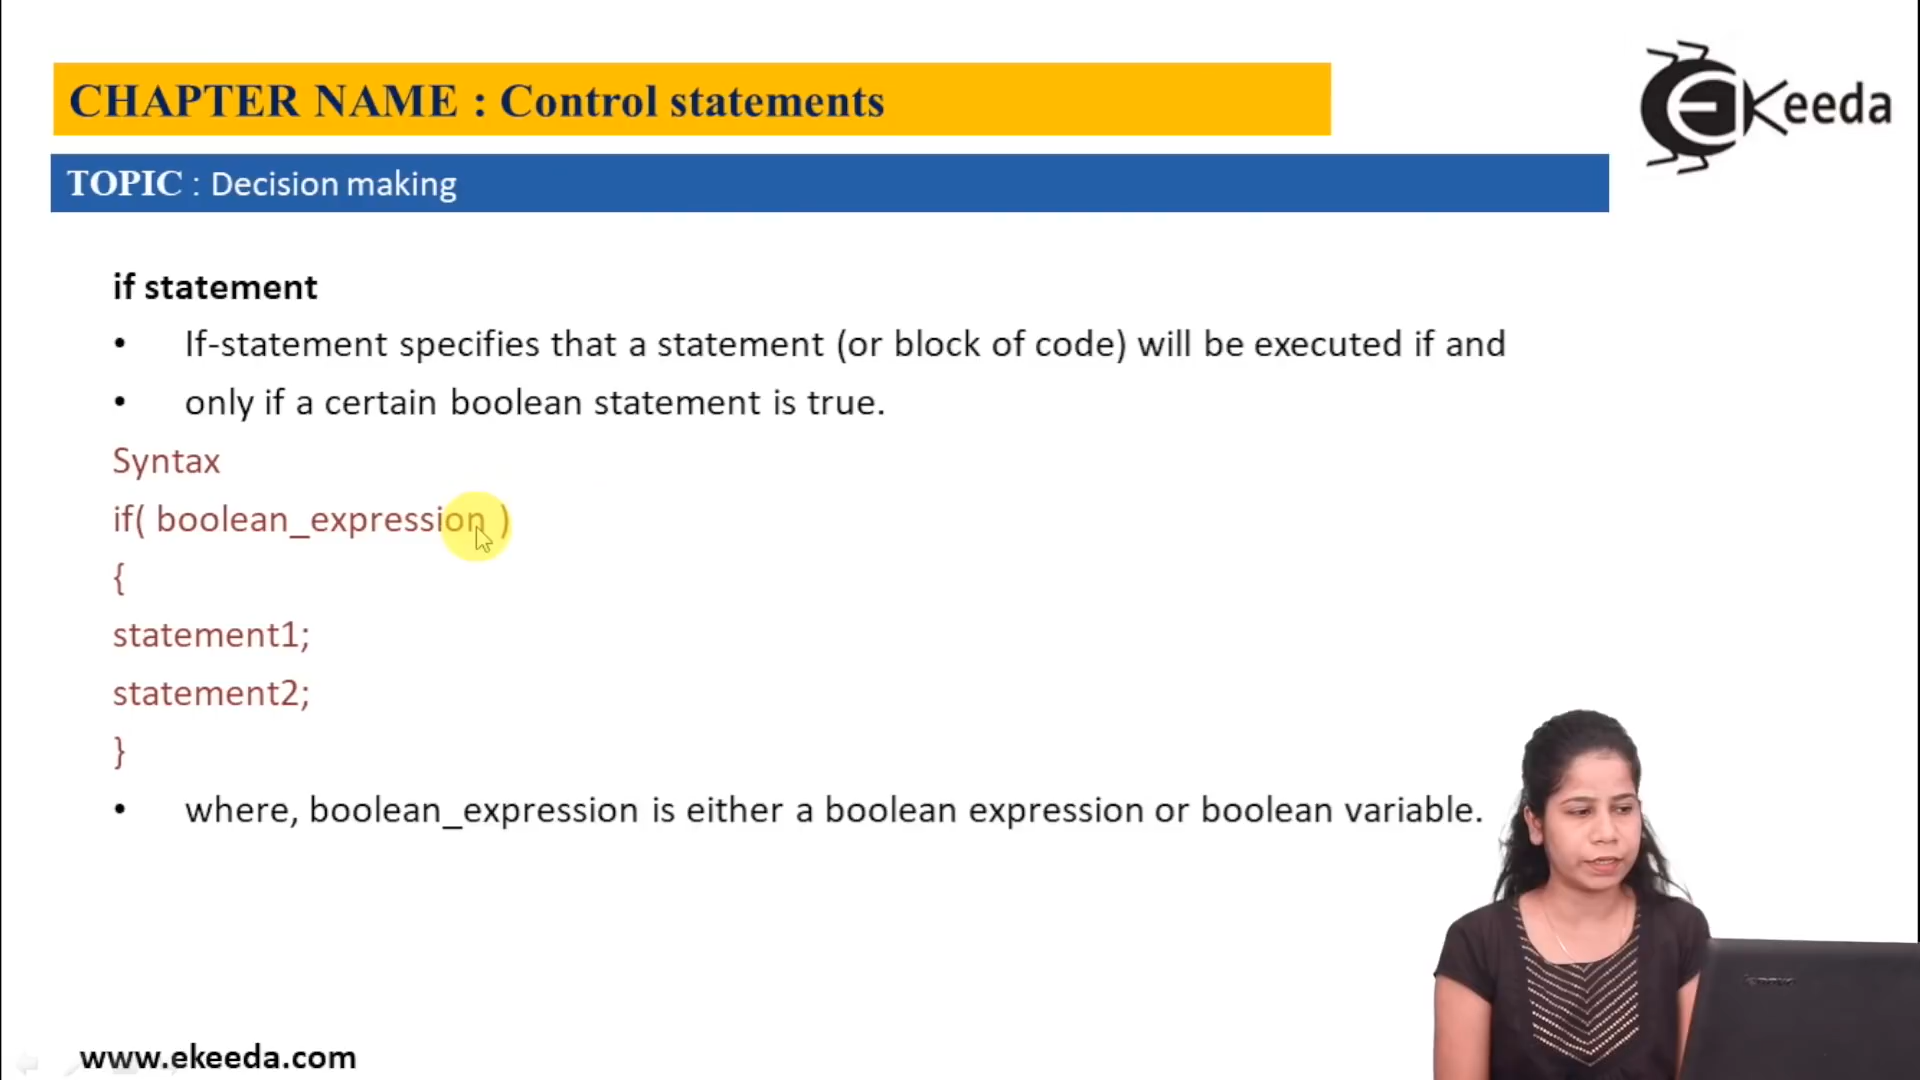 CHAPTER NAME : Control statements
EKeeda
TOPIC : Decision making
if statement
• If-statement specifies that a statement (or block of code) will be executed if and
• only if a certain boolean statement is true.
Syntax
if( boolean_expression )
{
statement1;
statement2;
}
• where, boolean_expression is either a boolean expression or boolean variable.
lenovo
www.ekeeda.com